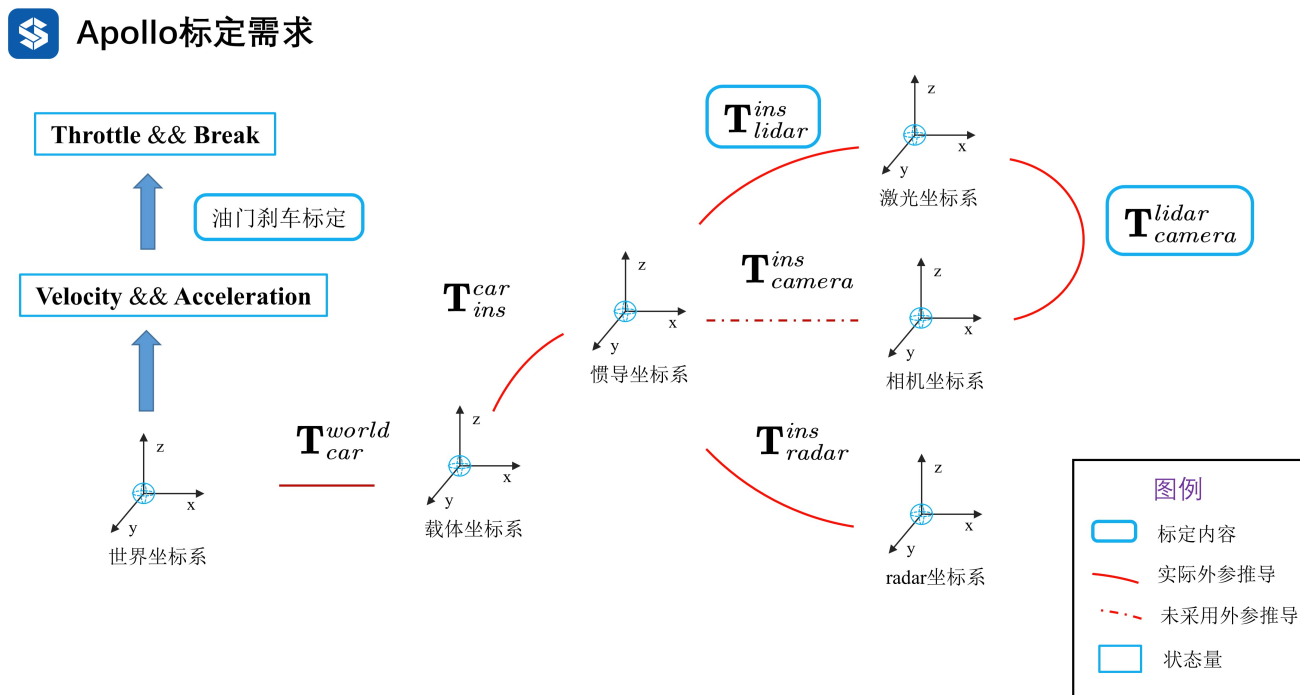 Apollo标定需求
Throttle && Break
油门刹车标定
Velocity && Acceleration
z
x
y
世界坐标系
T^{world}_{car}
z
x
y
载体坐标系
T^{car}_{ins}
z
x
y
惯导坐标系
T^{ins}_{lidar}
z
x
y
激光坐标系
T^{lidar}_{camera}
T^{ins}_{camera}
z
x
y
相机坐标系
T^{ins}_{radar}
z
x
y
radar坐标系
图例
标定内容
实际外参推导
未采用外参推导
状态量